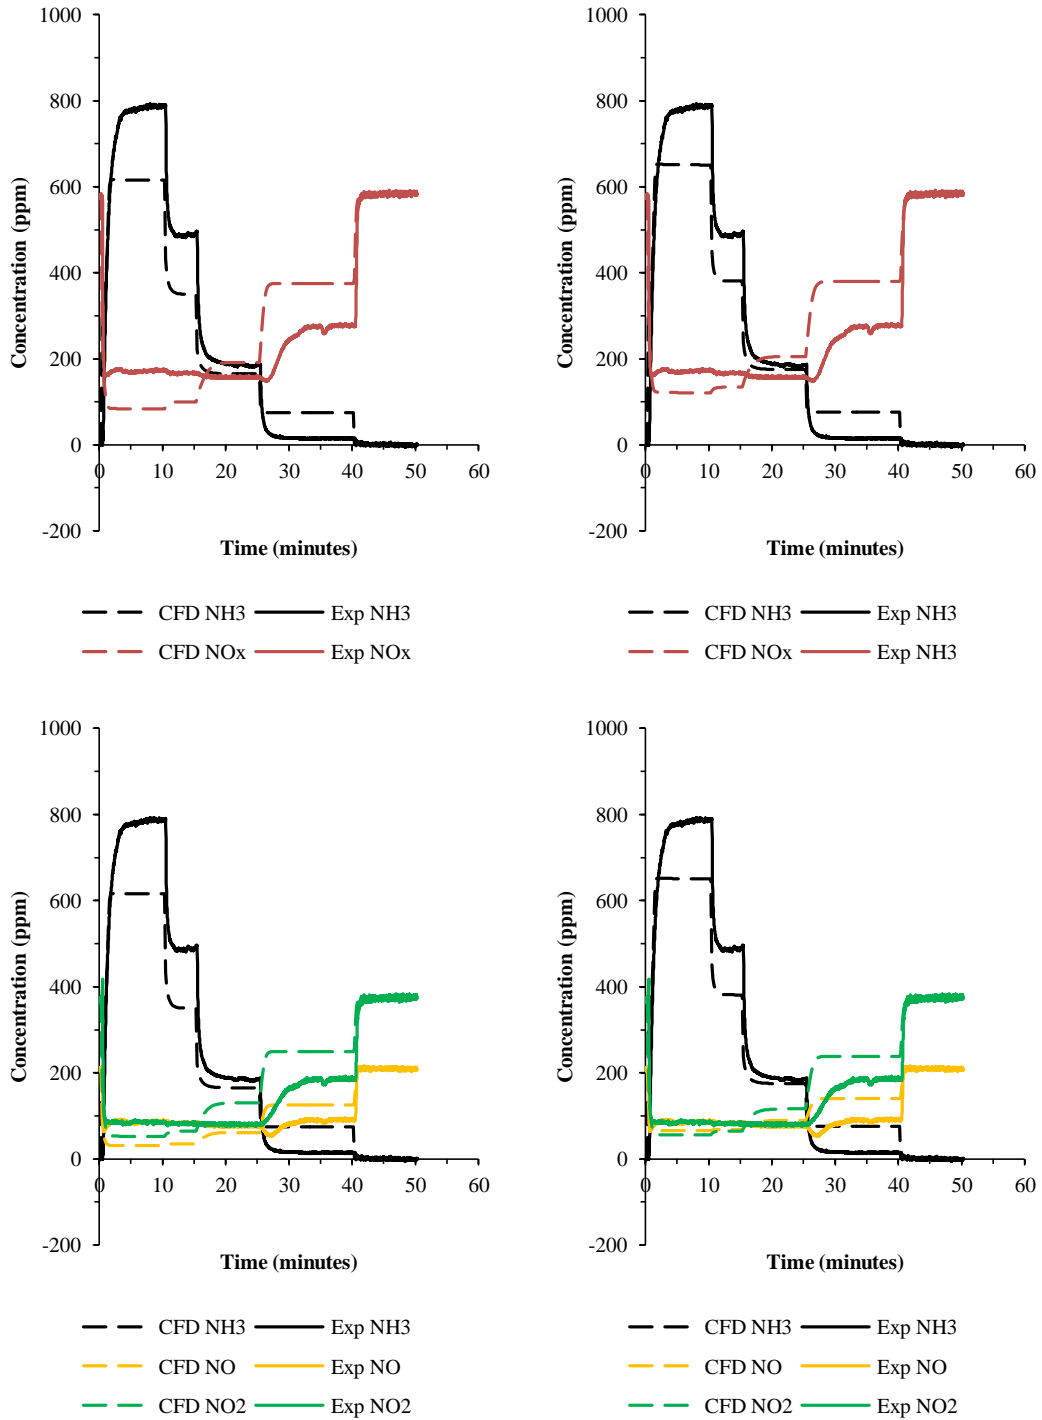 1000
800
600
400
200
0
-200
0 10 20 30 40 50 60
Concentration (ppm)
Time (minutes)
CFD NH3 Exp NH3
CFD NOx Exp NOx
1000
800
600
400
200
0
-200
0 10 20 30 40 50 60
Concentration (ppm)
Time (minutes)
CFD NH3 Exp NH3
CFD NOx Exp NH3
1000
800
600
400
200
0
-200
0 10 20 30 40 50 60
Concentration (ppm)
Time (minutes)
CFD NH3 Exp NH3
CFD NO Exp NO
CFD NO2 Exp NO2
1000
800
600
400
200
0
-200
0 10 20 30 40 50 60
Concentration (ppm)
Time (minutes)
CFD NH3 Exp NH3
CFD NO Exp NO
CFD NO2 Exp NO2